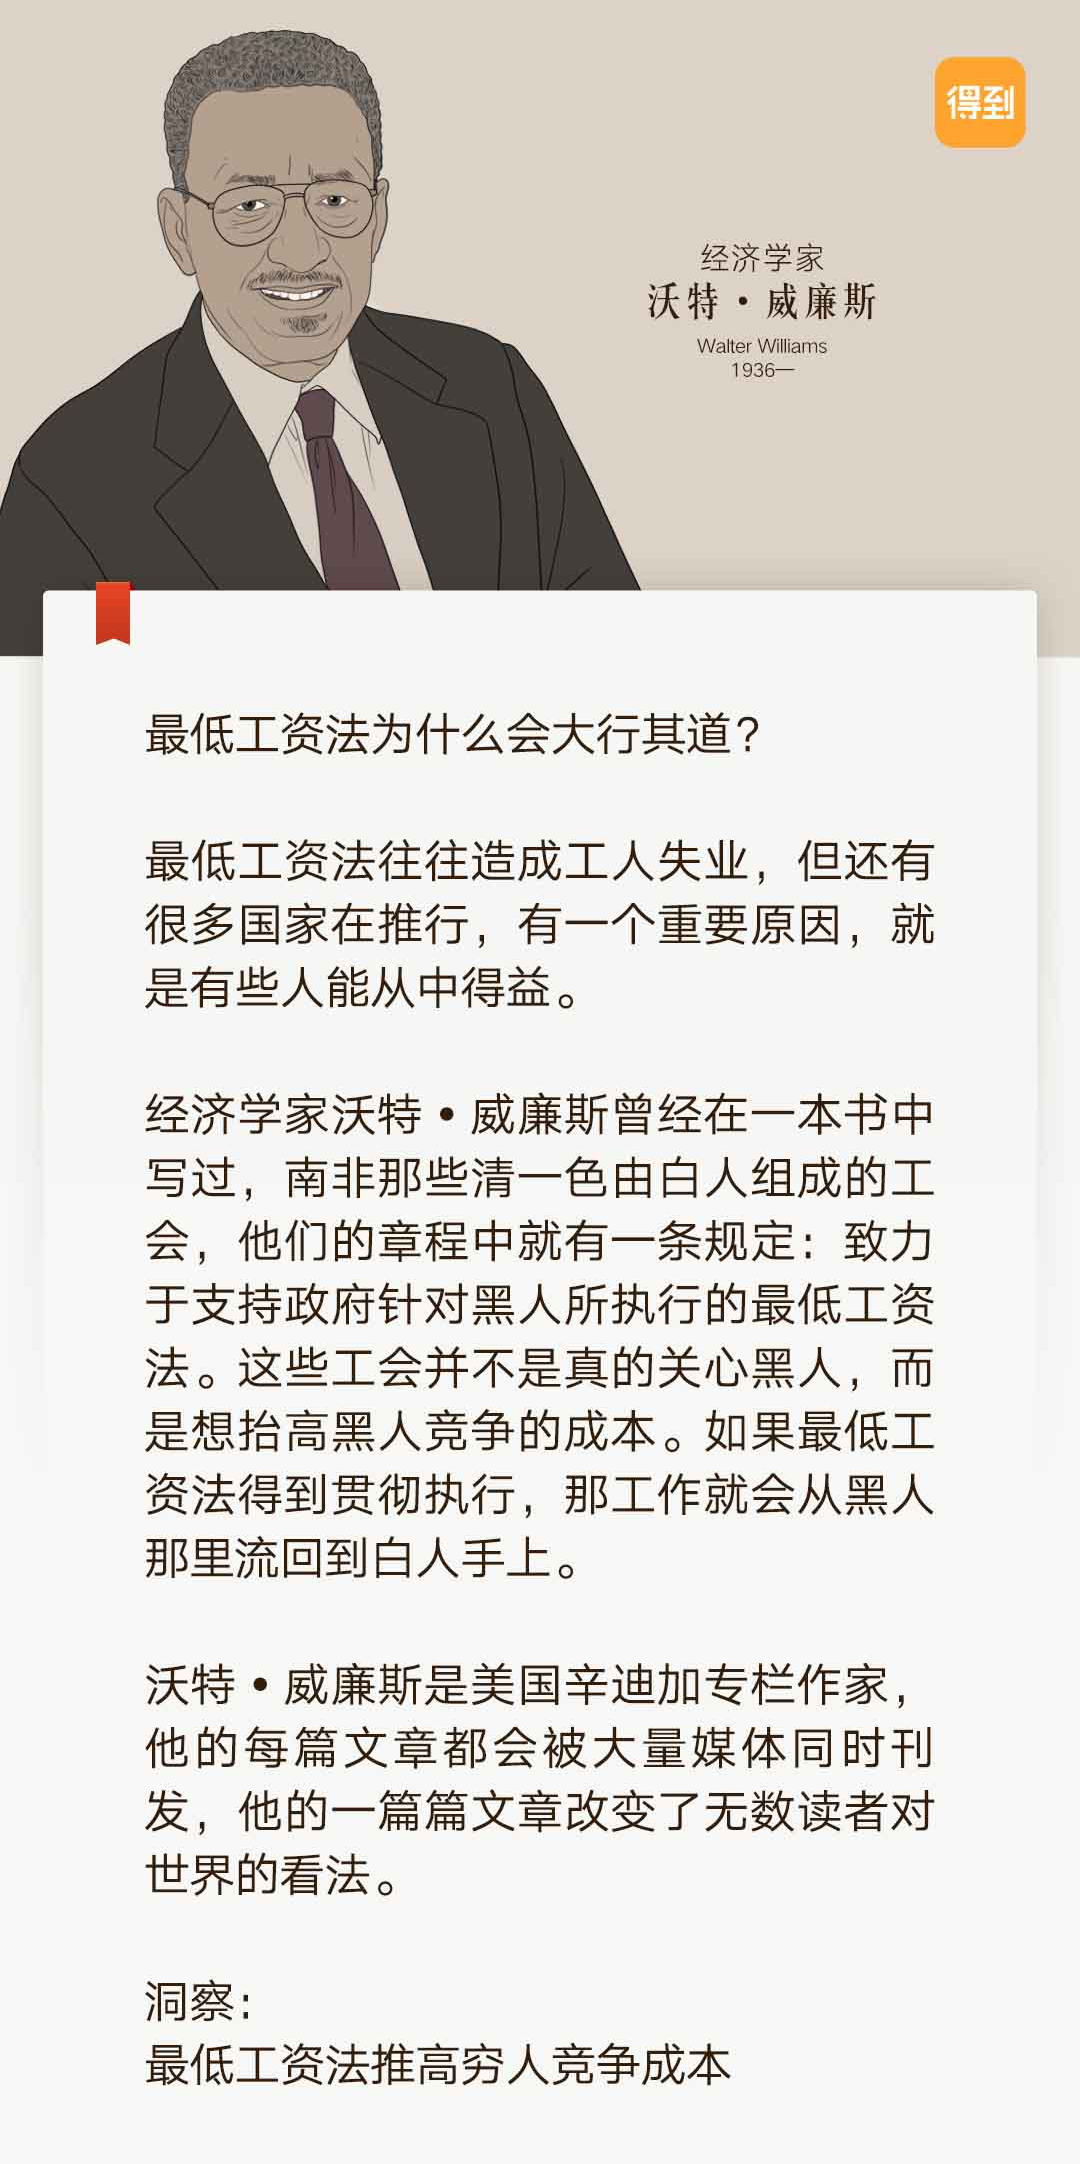 得到
经济学家
沃特·威廉斯
Walter Williams
1936—
最低工资法为什么会大行其道？
最低工资法往往造成工人失业，但还有
很多国家在推行，有一个重要原因，就
是有些人能从中得益。
经济学家沃特·威廉斯曾经在一本书中
写过，南非那些清一色由白人组成的工
会，他们的章程中就有一条规定：致力
于支持政府针对黑人所执行的最低工资
法。这些工会并不是真的关心黑人，而
是想抬高黑人竞争的成本。如果最低工
资法得到贯彻执行，那工作就会从黑人
那里流回到白人手上。
沃特·威廉斯是美国辛迪加专栏作家，
他的每篇文章都会被大量媒体同时刊
发，他的一篇篇文章改变了无数读者对
世界的看法。
洞察：
最低工资法推高穷人竞争成本